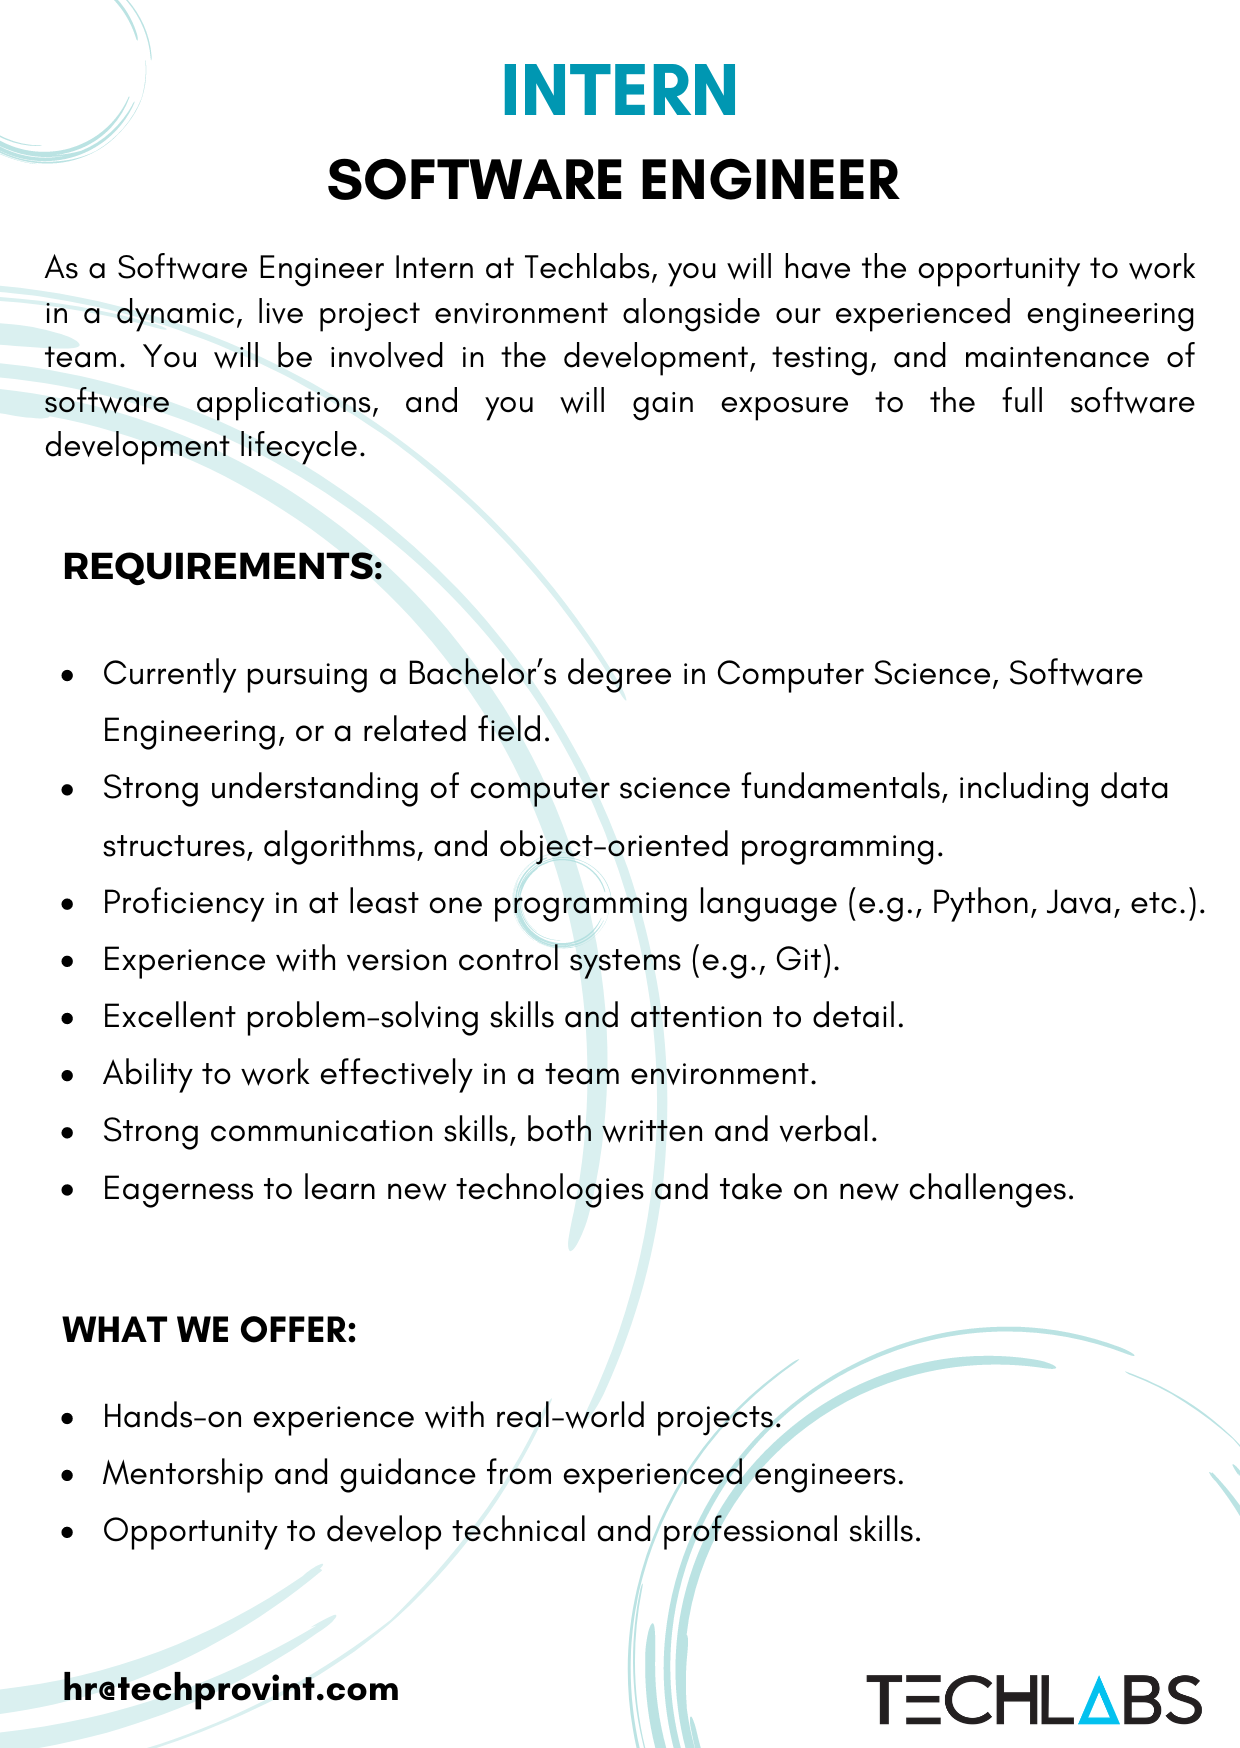 INTERN
SOFTWARE ENGINEER
As a Software Engineer Intern at Techlabs, you will have the opportunity to work
in a dynamic, live project environment alongside our experienced engineering
team. You will be involved in the development, testing, and maintenance of
software applications, and you will gain exposure to the full software
development lifecycle.
REQUIREMENTS:
• Currently pursuing a Bachelor’s degree in Computer Science, Software
Engineering, or a related field.
• Strong understanding of computer science fundamentals, including data
structures, algorithms, and object-oriented programming.
• Proficiency in at least one programming language (e.g., Python, Java, etc.).
• Experience with version control systems (e.g., Git).
• Excellent problem-solving skills and attention to detail.
• Ability to work effectively in a team environment.
• Strong communication skills, both written and verbal.
• Eagerness to learn new technologies and take on new challenges.
WHAT WE OFFER:
• Hands-on experience with real-world projects.
• Mentorship and guidance from experienced engineers.
• Opportunity to develop technical and professional skills.
hr@techprovint.com
TECHLABS